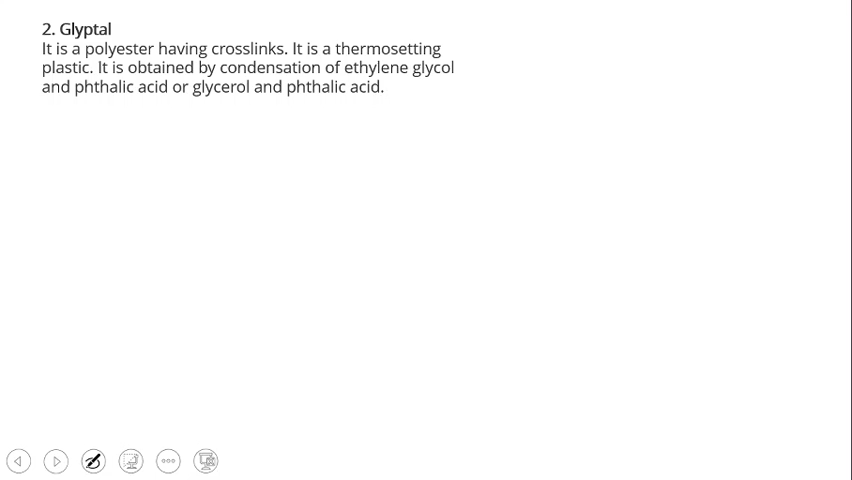 2. Glyptal
It is a polyester having crosslinks. It is a thermosetting
plastic. It is obtained by condensation of ethylene glycol
and phthalic acid or glycerol and phthalic acid.